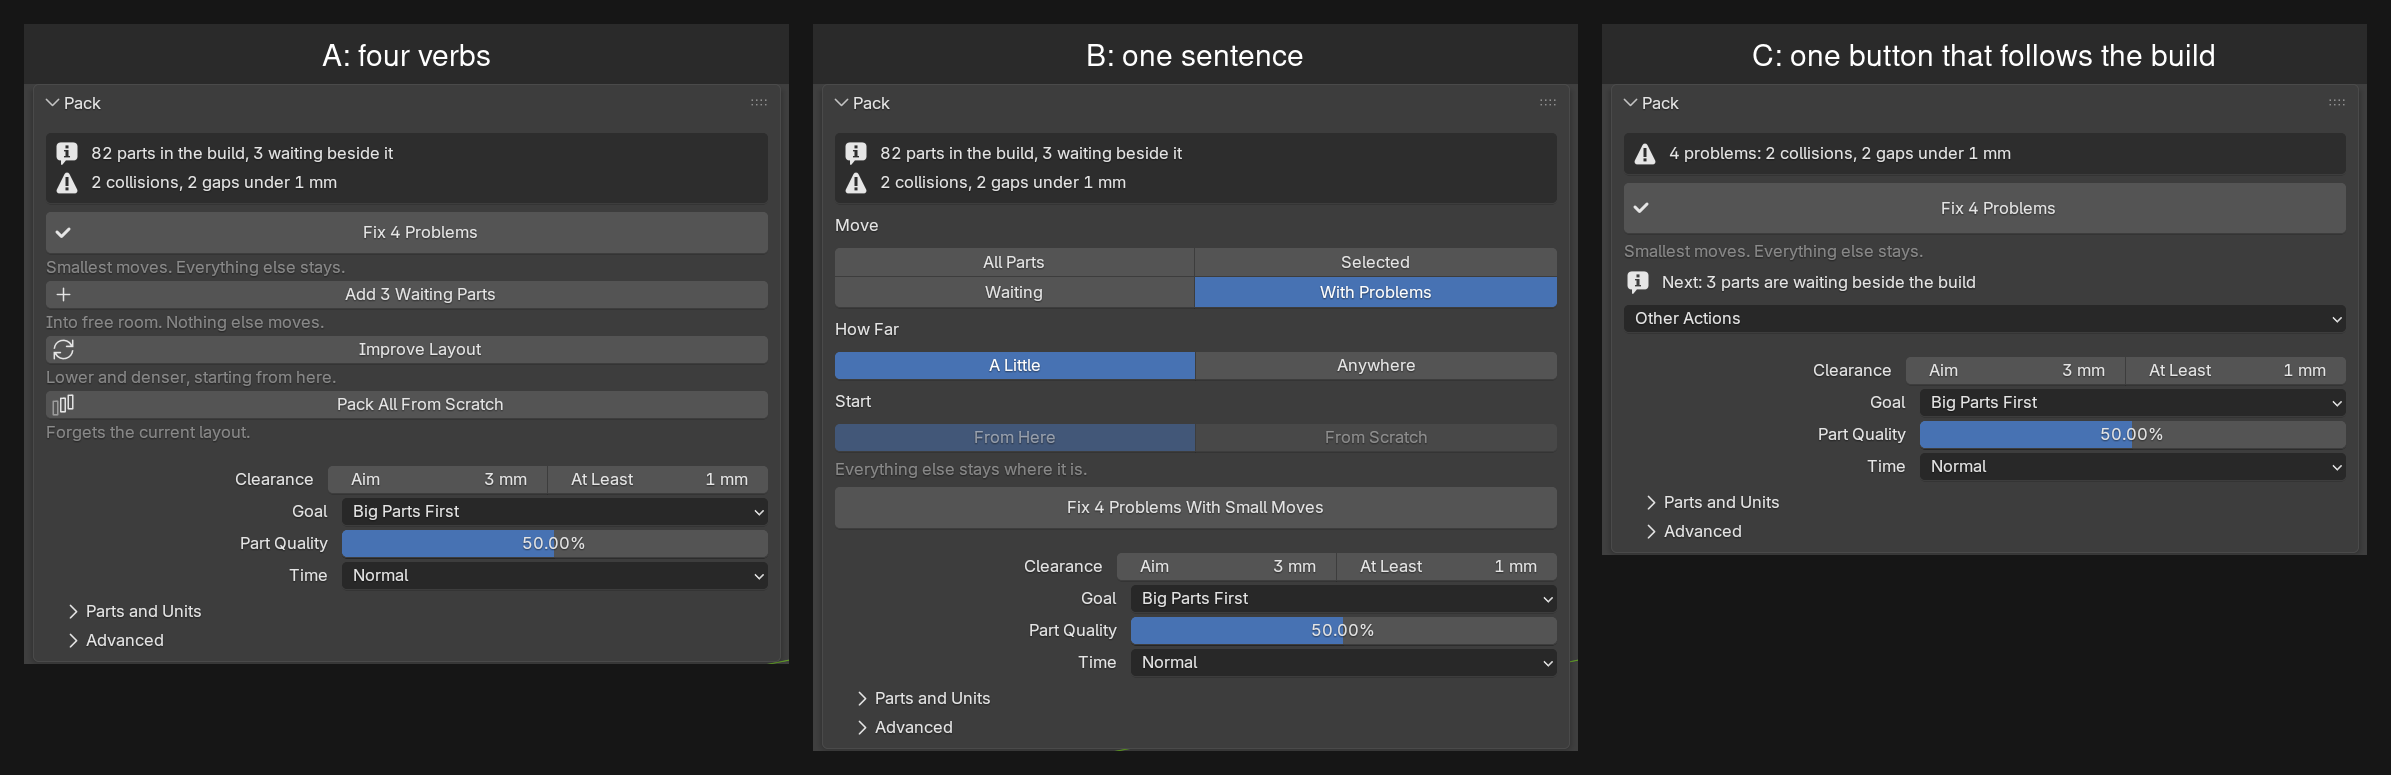 A: four verbs
Pack
82 parts in the build, 3 waiting beside it
2 collisions, 2 gaps under 1 mm
Fix 4 Problems
Smallest moves. Everything else stays.
Add 3 Waiting Parts
Into free room. Nothing else moves.
Improve Layout
Lower and denser, starting from here.
Pack All From Scratch
Forgets the current layout.
Clearance Aim 3 mm At Least 1 mm
Goal Big Parts First
Part Quality 50.00%
Time Normal
Parts and Units
Advanced
B: one sentence
Pack
82 parts in the build, 3 waiting beside it
2 collisions, 2 gaps under 1 mm
Move
All Parts Selected
Waiting With Problems
How Far
A Little Anywhere
Start
From Here From Scratch
Everything else stays where it is.
Fix 4 Problems With Small Moves
Clearance Aim 3 mm At Least 1 mm
Goal Big Parts First
Part Quality 50.00%
Time Normal
Parts and Units
Advanced
C: one button that follows the build
Pack
4 problems: 2 collisions, 2 gaps under 1 mm
Fix 4 Problems
Smallest moves. Everything else stays.
Next: 3 parts are waiting beside the build
Other Actions
Clearance Aim 3 mm At Least 1 mm
Goal Big Parts First
Part Quality 50.00%
Time Normal
Parts and Units
Advanced